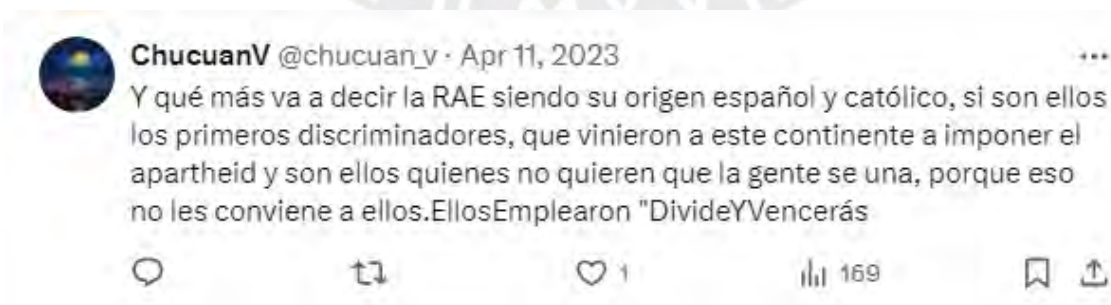 ChucuanV @chucuan_v · Apr 11, 2023
Y qué más va a decir la RAE siendo su origen español y católico, si son ellos
los primeros discriminadores, que vinieron a este continente a imponer el
apartheid y son ellos quienes no quieren que la gente se una, porque eso
no les conviene a ellos.EllosEmplearon "DivideYVencerás
1 169